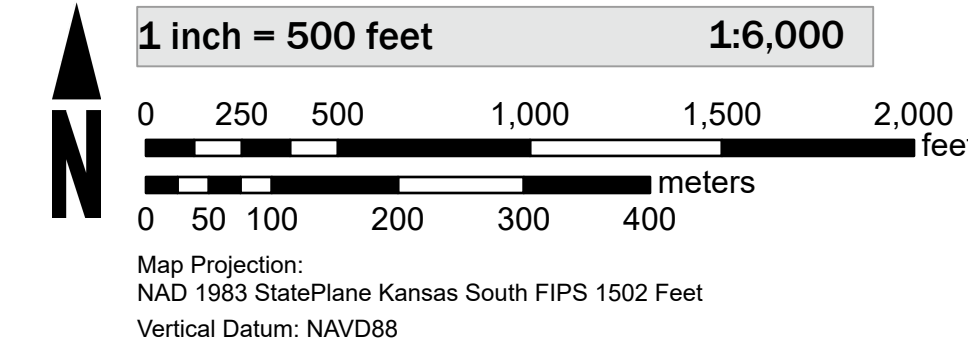 1 inch = 500 feet 1:6,000
0 250 500 1,000 1,500 2,000
feet
meters
0 50 100 200 300 400
N
Map Projection:
NAD 1983 StatePlane Kansas South FIPS 1502 Feet
Vertical Datum: NAVD88